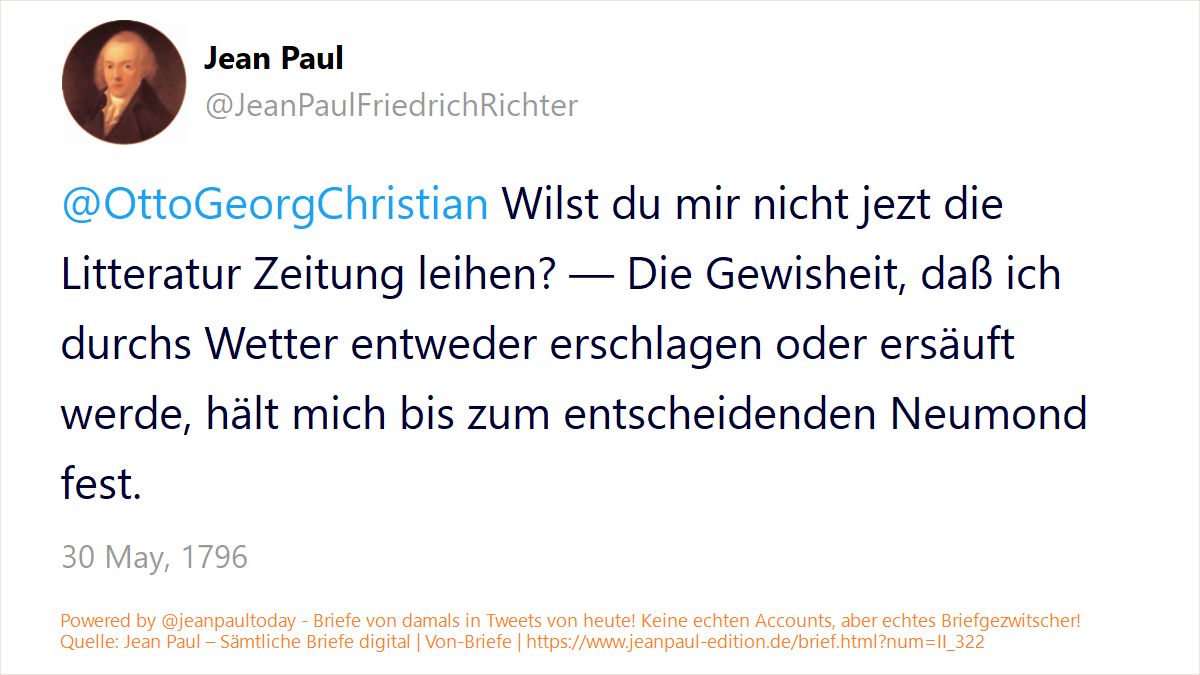 Jean Paul
@JeanPaulFriedrichRichter
@OttoGeorgChristian Wilst du mir nicht jezt die
Litteratur Zeitung leihen? — Die Gewisheit, daß ich
durchs Wetter entweder erschlagen oder ersäuft
werde, hält mich bis zum entscheidenden Neumond
fest.
30 May, 1796
Powered by @jeanpaultoday - Briefe von damals in Tweets von heute! Keine echten Accounts, aber echtes Briefgezwitscher!
Quelle: Jean Paul – Sämtliche Briefe digital | Von-Briefe | https://www.jeanpaul-edition.de/brief.html?num=II_322